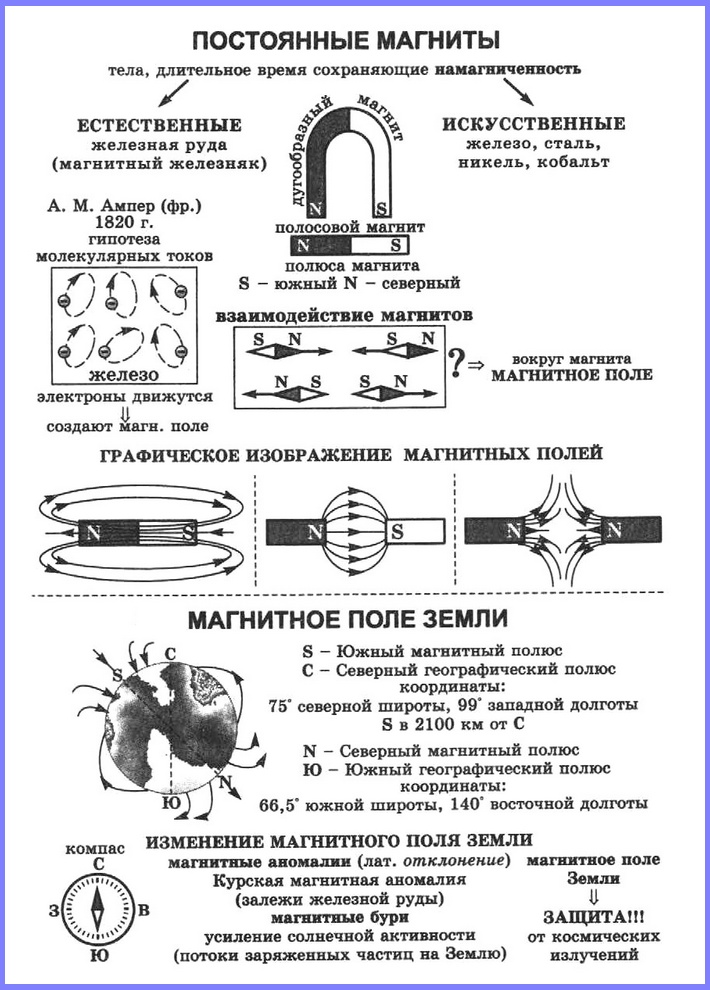 ПОСТОЯННЫЕ МАГНИТЫ
тела, длительное время сохраняющие намагниченность
ЕСТЕСТВЕННЫЕ
железная руда
(магнитный железняк)
дугообразный магнит
N S
ИСКУССТВЕННЫЕ
железо, сталь,
никель, кобальт
полосовой магнит
N S
полюса магнита
S – южный N – северный
А. М. Ампер (фр.)
1820 г.
гипотеза
молекулярных токов
железо
электроны движутся
⇓
создают магн. поле
взаимодействие магнитов
S N S N
N S S N
? ⇒
вокруг магнита
МАГНИТНОЕ ПОЛЕ
ГРАФИЧЕСКОЕ ИЗОБРАЖЕНИЕ МАГНИТНЫХ ПОЛЕЙ
N S
N S
N N
МАГНИТНОЕ ПОЛЕ ЗЕМЛИ
S С
N
Ю
S – Южный магнитный полюс
С – Северный географический полюс
координаты:
75° северной широты, 99° западной долготы
S в 2100 км от С
N – Северный магнитный полюс
Ю – Южный географический полюс
координаты:
66,5° южной широты, 140° восточной долготы
ИЗМЕНЕНИЕ МАГНИТНОГО ПОЛЯ ЗЕМЛИ
компас
С
З В
Ю
магнитные аномалии (лат. отклонение)
Курская магнитная аномалия
(залежи железной руды)
магнитные бури
усиление солнечной активности
(потоки заряженных частиц на Землю)
магнитное поле
Земли
⇓
ЗАЩИТА!!!
от космических
излучений